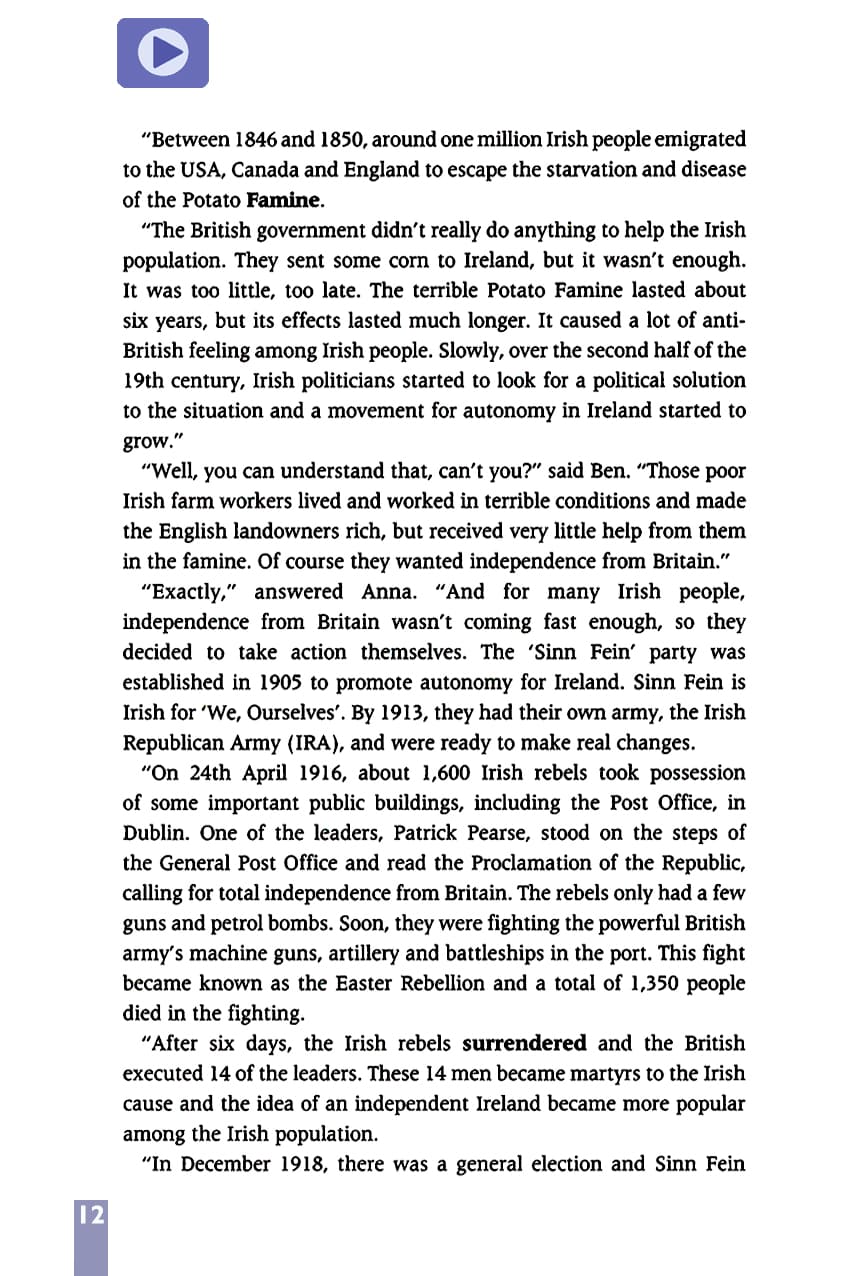 “Between 1846 and 1850, around one million Irish people emigrated
to the USA, Canada and England to escape the starvation and disease
of the Potato Famine.
“The British government didn’t really do anything to help the Irish
population. They sent some corn to Ireland, but it wasn’t enough.
It was too little, too late. The terrible Potato Famine lasted about
six years, but its effects lasted much longer. It caused a lot of anti-
British feeling among Irish people. Slowly, over the second half of the
19th century, Irish politicians started to look for a political solution
to the situation and a movement for autonomy in Ireland started to
grow.”
“Well, you can understand that, can’t you?” said Ben. “Those poor
Irish farm workers lived and worked in terrible conditions and made
the English landowners rich, but received very little help from them
in the famine. Of course they wanted independence from Britain.”
“Exactly,” answered Anna. “And for many Irish people,
independence from Britain wasn’t coming fast enough, so they
decided to take action themselves. The ‘Sinn Fein’ party was
established in 1905 to promote autonomy for Ireland. Sinn Fein is
Irish for ‘We, Ourselves’. By 1913, they had their own army, the Irish
Republican Army (IRA), and were ready to make real changes.
“On 24th April 1916, about 1,600 Irish rebels took possession
of some important public buildings, including the Post Office, in
Dublin. One of the leaders, Patrick Pearse, stood on the steps of
the General Post Office and read the Proclamation of the Republic,
calling for total independence from Britain. The rebels only had a few
guns and petrol bombs. Soon, they were fighting the powerful British
army’s machine guns, artillery and battleships in the port. This fight
became known as the Easter Rebellion and a total of 1,350 people
died in the fighting.
“After six days, the Irish rebels surrendered and the British
executed 14 of the leaders. These 14 men became martyrs to the Irish
cause and the idea of an independent Ireland became more popular
among the Irish population.
“In December 1918, there was a general election and Sinn Fein
12